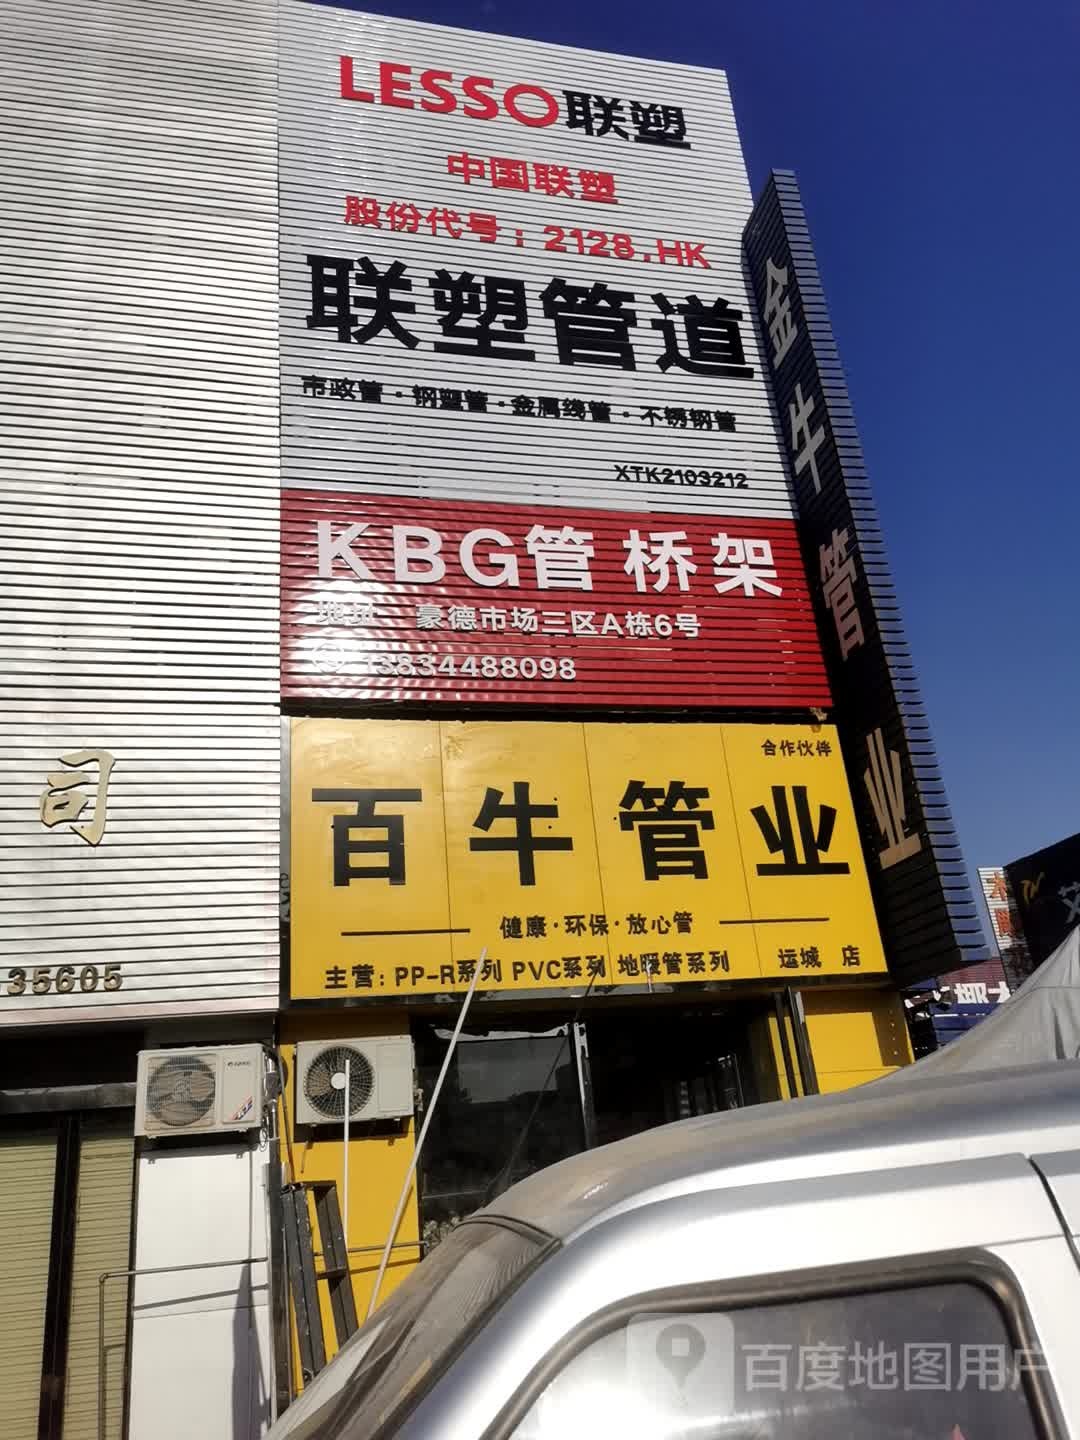 LESSO联塑
中国联塑
股份代号：2128.HK
联塑管道
市政管·钢塑管·金属线管·不锈钢管
XTK2103212
KBG管 桥架
地址 豪德市场三区A栋6号
13834488098
金牛管业
合作伙伴
百牛管业
健康·环保·放心管
主营：PP-R系列 PVC系列 地暖管系列 运城 店
司
35605
百度地图用户